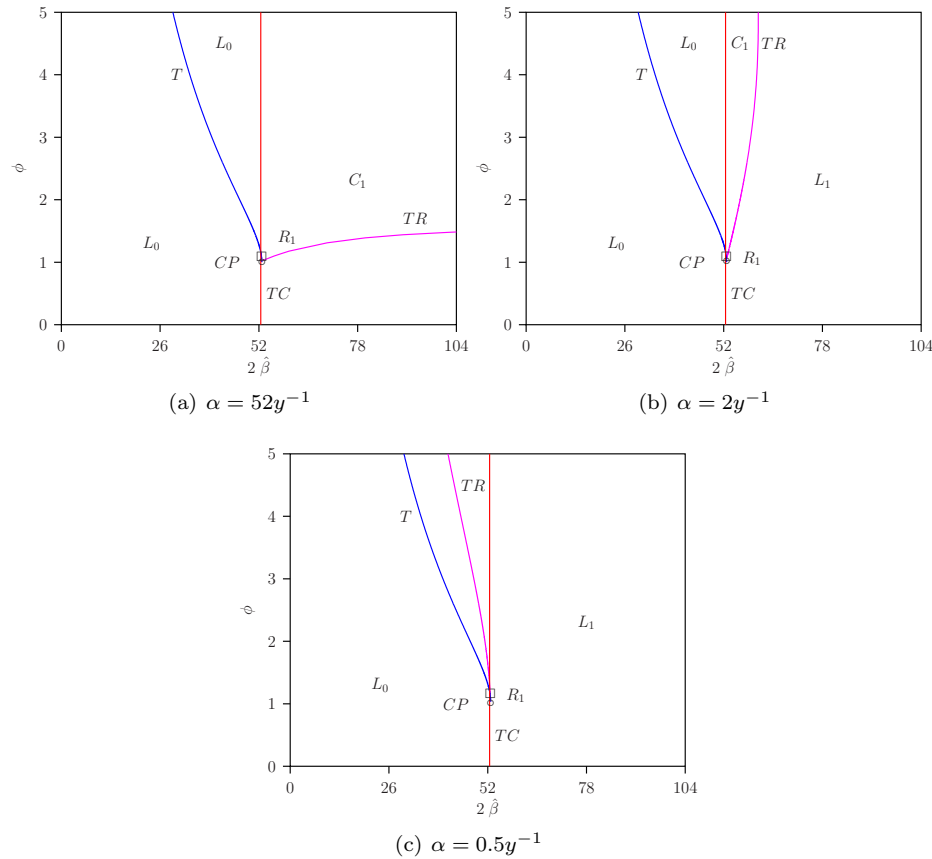 5
4
3
2
1
0
ϕ
L₀
T
C₁
L₀
R₁
TR
CP
TC
0 26 52 78 104
2 β̂
(a) α = 52y⁻¹
5
4
3
2
1
0
ϕ
L₀ C₁ TR
T
L₁
L₀
CP R₁
TC
0 26 52 78 104
2 β̂
(b) α = 2y⁻¹
5
4
3
2
1
0
ϕ
TR
T
L₁
L₀
CP R₁
TC
0 26 52 78 104
2 β̂
(c) α = 0.5y⁻¹